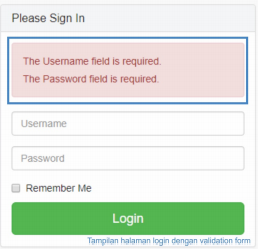 Please Sign In
The Username field is required.
The Password field is required.
Username
Password
Remember Me
Login
Tampilan halaman login dengan validation form